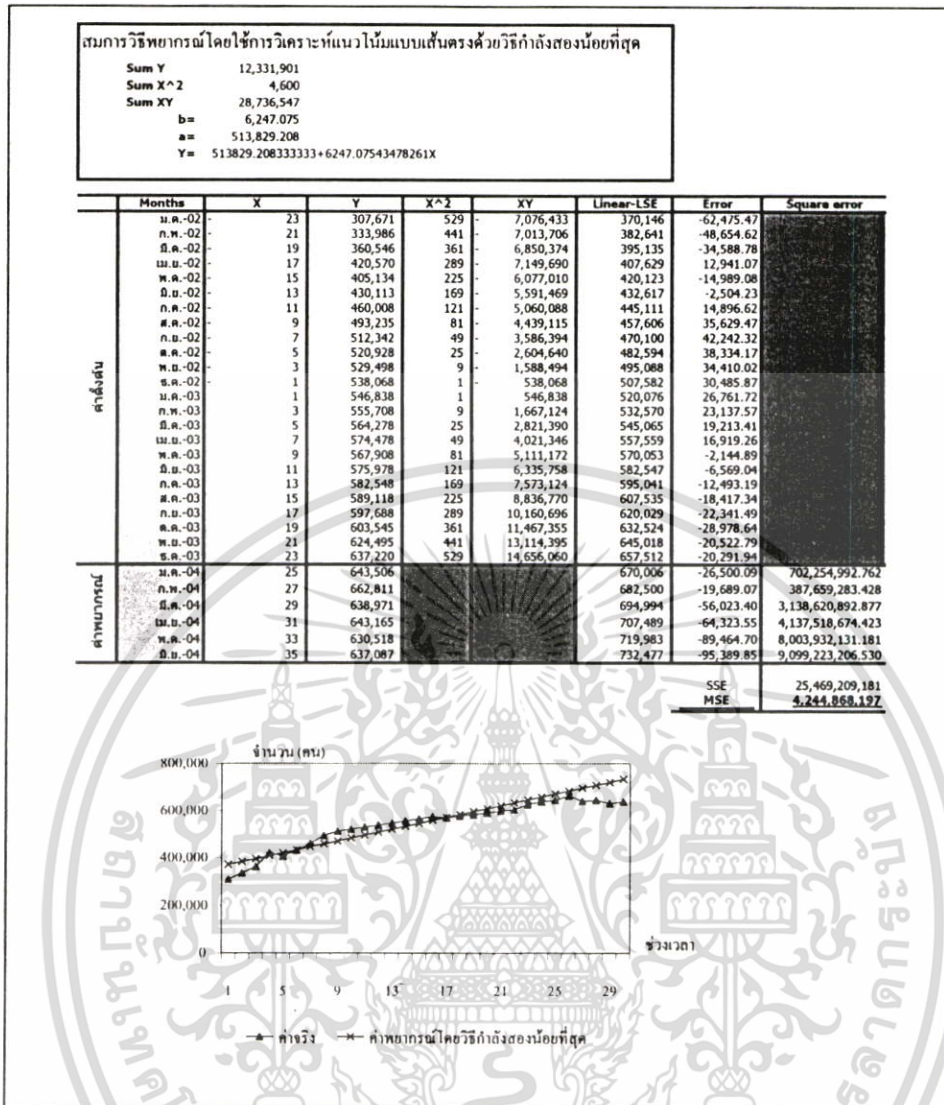 สมการวิธีพยากรณ์โดยใช้การวิเคราะห์แนวโน้มแบบเส้นตรงด้วยวิธีกำลังสองน้อยที่สุด
Sum Y 12,331,901
Sum X^2 4,600
Sum XY 28,736,547
b= 6,247.075
a= 513,829.208
Y= 513829.208333333+6247.07543478261X
Months X Y X^2 XY Linear-LSE Error Square error
ค่าตั้งต้น
ม.ค.-02 - 23 307,671 529 - 7,076,433 370,146 -62,475.47
ก.พ.-02 - 21 333,986 441 - 7,013,706 382,641 -48,654.62
มี.ค.-02 - 19 360,546 361 - 6,850,374 395,135 -34,588.78
เม.ย.-02 - 17 420,570 289 - 7,149,690 407,629 12,941.07
พ.ค.-02 - 15 405,134 225 - 6,077,010 420,123 -14,989.08
มิ.ย.-02 - 13 430,113 169 - 5,591,469 432,617 -2,504.23
ก.ค.-02 - 11 460,008 121 - 5,060,088 445,111 14,896.62
ส.ค.-02 - 9 493,235 81 - 4,439,115 457,606 35,629.47
ก.ย.-02 - 7 512,342 49 - 3,586,394 470,100 42,242.32
ต.ค.-02 - 5 520,928 25 - 2,604,640 482,594 38,334.17
พ.ย.-02 - 3 529,498 9 - 1,588,494 495,088 34,410.02
ธ.ค.-02 - 1 538,068 1 - 538,068 507,582 30,485.87
ม.ค.-03 1 546,838 1 546,838 520,076 26,761.72
ก.พ.-03 3 555,708 9 1,667,124 532,570 23,137.57
มี.ค.-03 5 564,278 25 2,821,390 545,065 19,213.41
เม.ย.-03 7 574,478 49 4,021,346 557,559 16,919.26
พ.ค.-03 9 567,908 81 5,111,172 570,053 -2,144.89
มิ.ย.-03 11 575,978 121 6,335,758 582,547 -6,569.04
ก.ค.-03 13 582,548 169 7,573,124 595,041 -12,493.19
ส.ค.-03 15 589,118 225 8,836,770 607,535 -18,417.34
ก.ย.-03 17 597,688 289 10,160,696 620,029 -22,341.49
ต.ค.-03 19 603,545 361 11,467,355 632,524 -28,978.64
พ.ย.-03 21 624,495 441 13,114,395 645,018 -20,522.79
ธ.ค.-03 23 637,220 529 14,656,060 657,512 -20,291.94
ค่าพยากรณ์
ม.ค.-04 25 643,506 670,006 -26,500.09 702,254,992.762
ก.พ.-04 27 662,811 682,500 -19,689.07 387,659,283.428
มี.ค.-04 29 638,971 694,994 -56,023.40 3,138,620,892.877
เม.ย.-04 31 643,165 707,489 -64,323.55 4,137,518,674.423
พ.ค.-04 33 630,518 719,983 -89,464.70 8,003,932,131.181
มิ.ย.-04 35 637,087 732,477 -95,389.85 9,099,223,206.530
SSE 25,469,209,181
MSE 4,244,868,197
จำนวน (คน)
800,000
600,000
400,000
200,000
0
ช่วงเวลา
1 5 9 13 17 21 25 29
ค่าจริง ค่าพยากรณ์โดยวิธีกำลังสองน้อยที่สุด